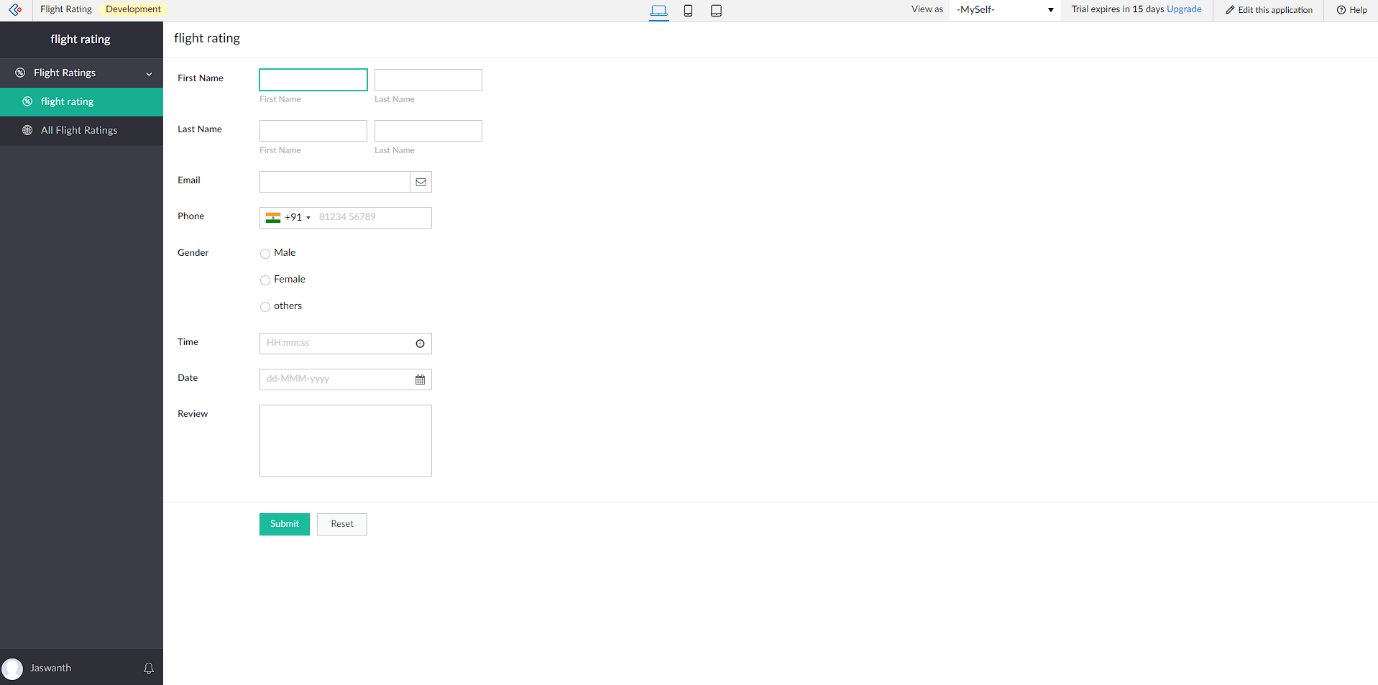 Flight Rating Development View as -MySelf- Trial expires in 15 days Upgrade Edit this application Help
flight rating
flight rating
Flight Ratings
flight rating
All Flight Ratings
First Name
First Name Last Name
Last Name
First Name Last Name
Email
Phone +91 81234 56789
Gender Male
Female
others
Time HH:mm:ss
Date dd-MMM-yyyy
Review
Submit Reset
Jaswanth